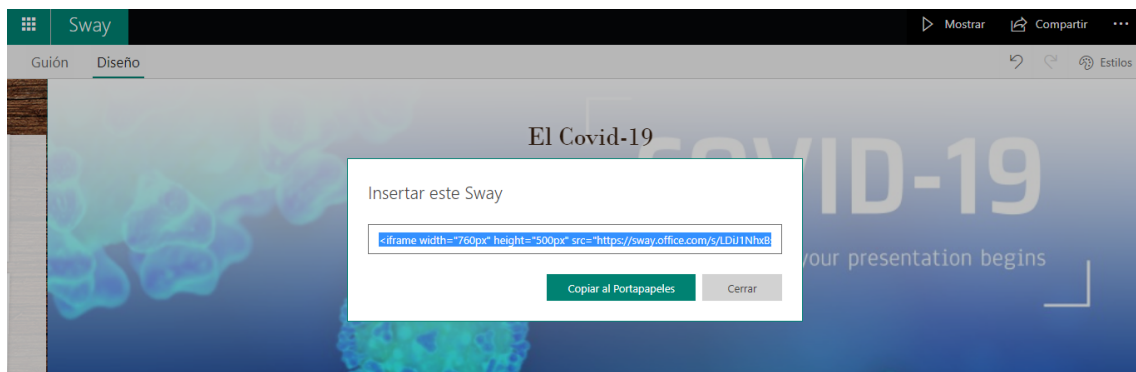 Sway
Mostrar
Compartir
Guión
Diseño
Estilos
El Covid-19
COVID-19
your presentation begins
Insertar este Sway
<iframe width="760px" height="500px" src="https://sway.office.com/s/LDiJ1NhxB
Copiar al Portapapeles
Cerrar